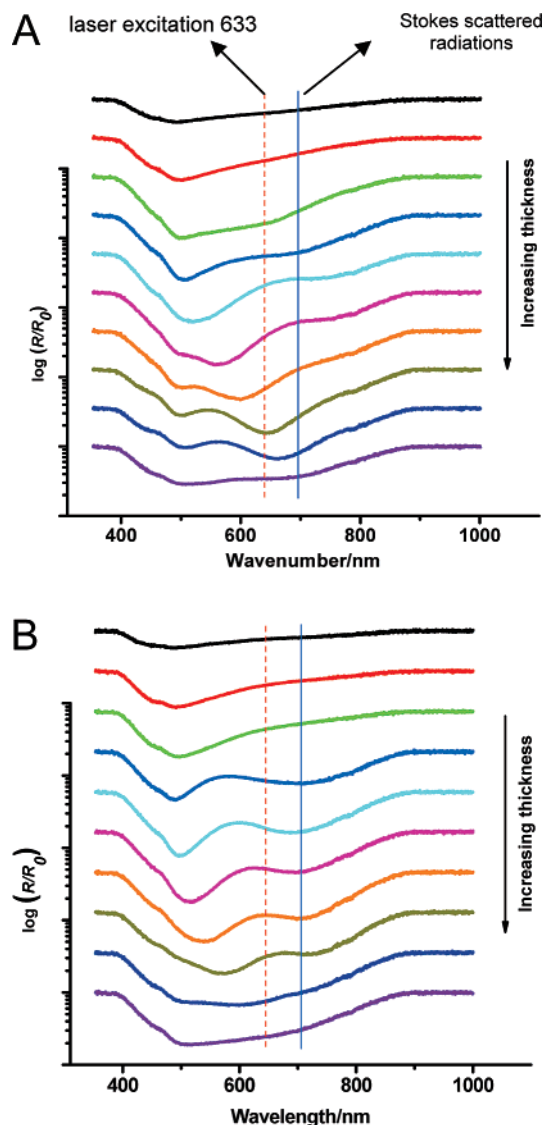 A
laser excitation 633
Stokes scattered
radiations
log (R/R0)
Increasing thickness
400
600
800
1000
Wavenumber/nm
B
log (R/R0)
Increasing thickness
400
600
800
1000
Wavelength/nm